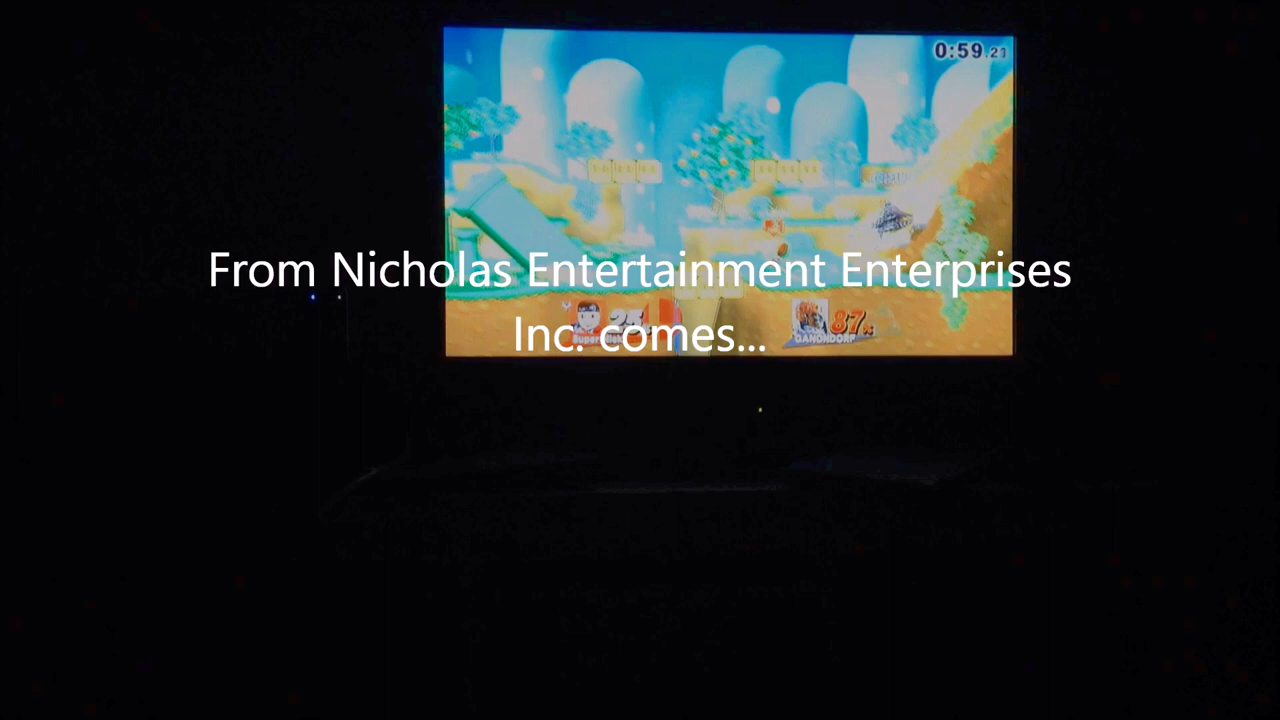 0:59.21
From Nicholas Entertainment Enterprises
Inc. comes...
87%
GANONDORF